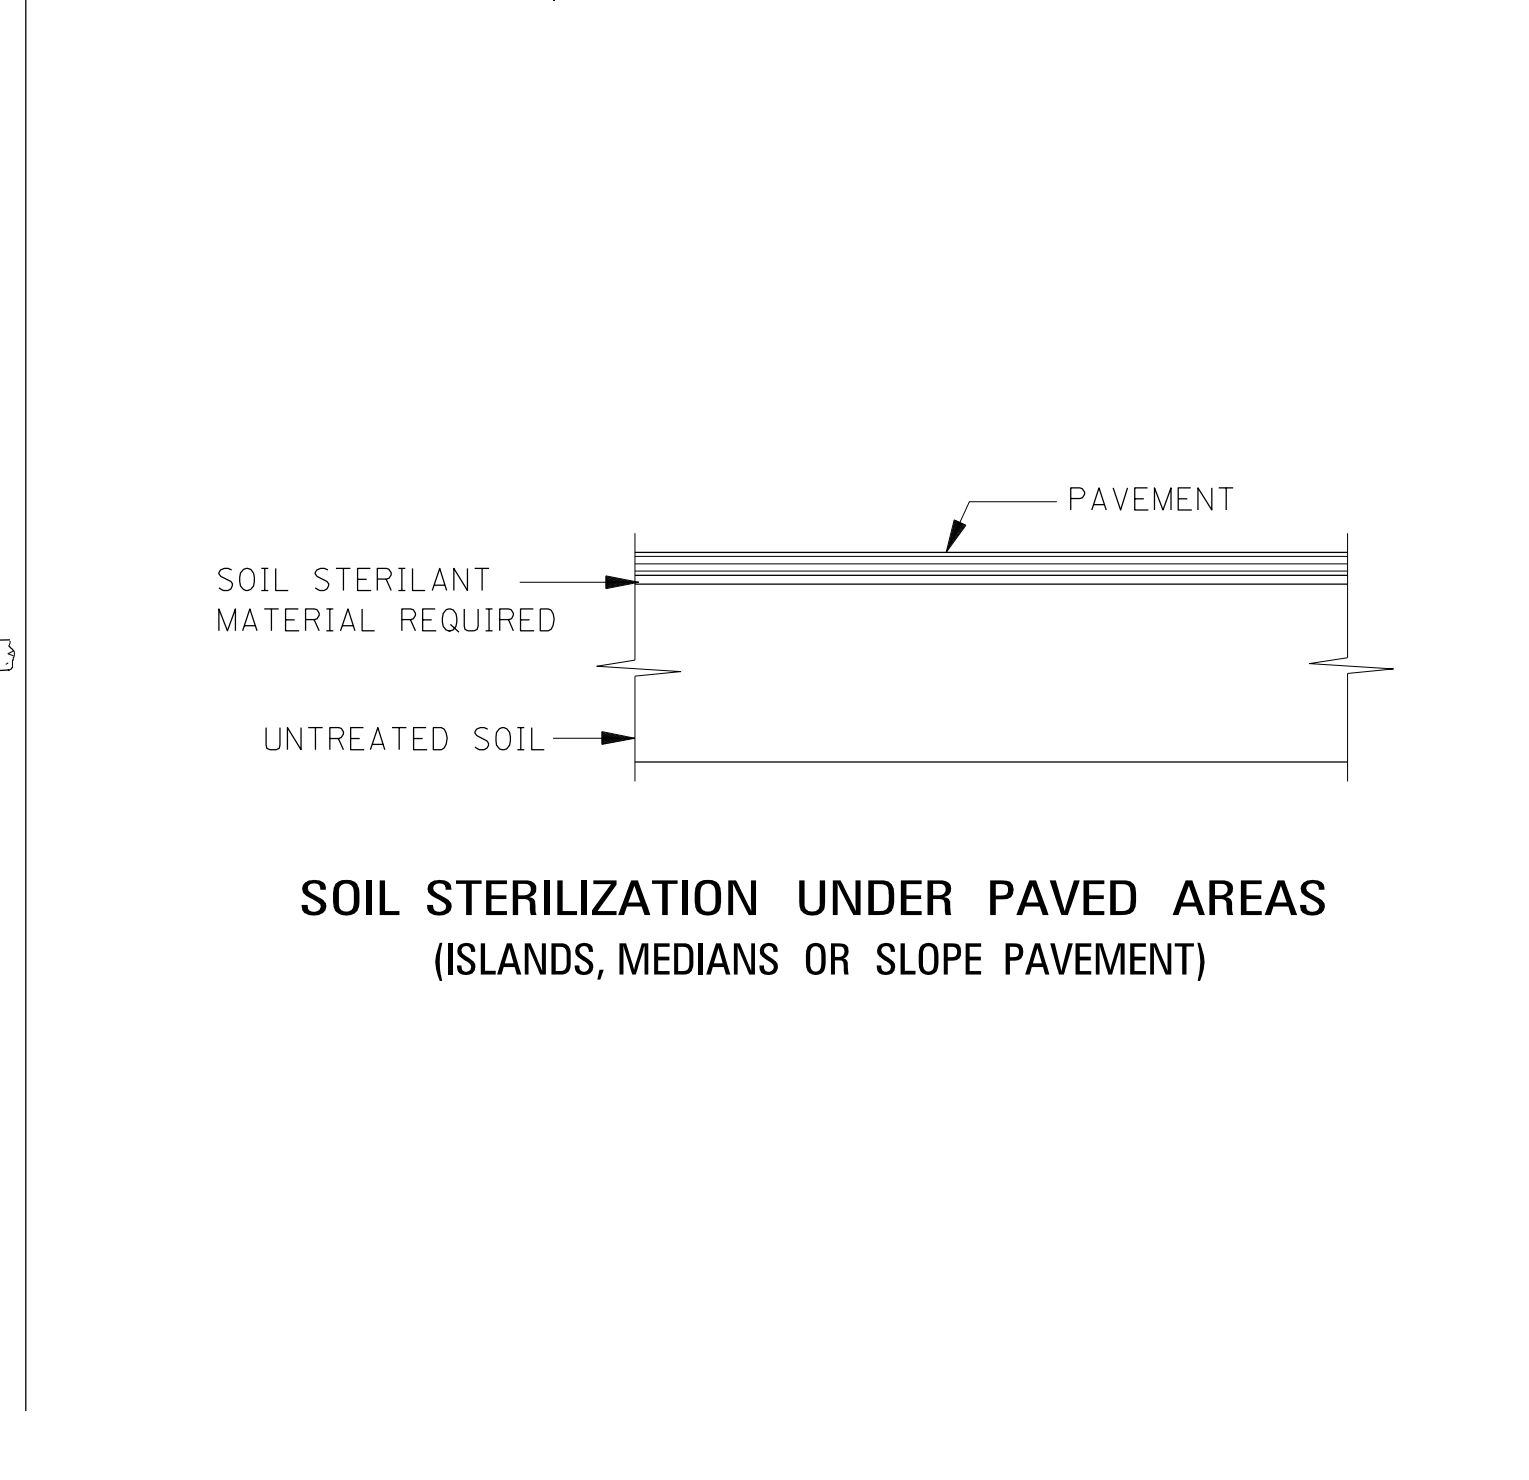 PAVEMENT
SOIL STERILANT
MATERIAL REQUIRED
UNTREATED SOIL
SOIL STERILIZATION UNDER PAVED AREAS
(ISLANDS, MEDIANS OR SLOPE PAVEMENT)